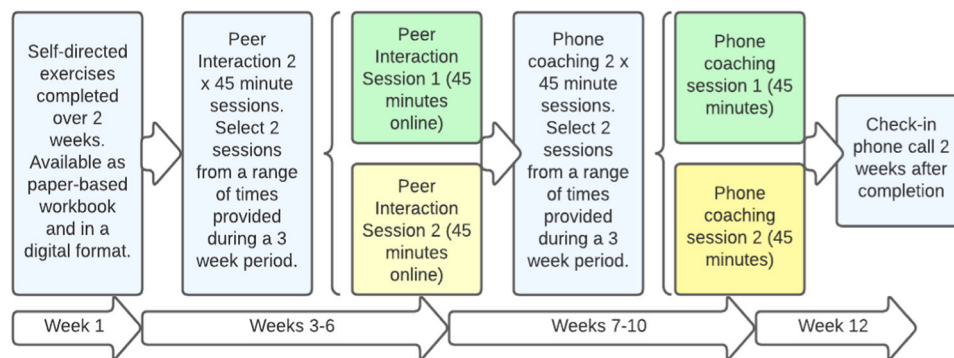 Self-directed
exercises
completed
over 2
weeks.
Available as
paper-based
workbook
and in a
digital format.
Peer
Interaction 2
x 45 minute
sessions.
Select 2
sessions
from a range
of times
provided
during a 3
week period.
Peer
Interaction
Session 1 (45
minutes
online)
Peer
Interaction
Session 2 (45
minutes
online)
Phone
coaching 2 x
45 minute
sessions.
Select 2
sessions
from a range
of times
provided
during a 3
week period.
Phone
coaching
session 1 (45
minutes)
Phone
coaching
session 2 (45
minutes)
Check-in
phone call 2
weeks after
completion
Week 1
Weeks 3-6
Weeks 7-10
Week 12